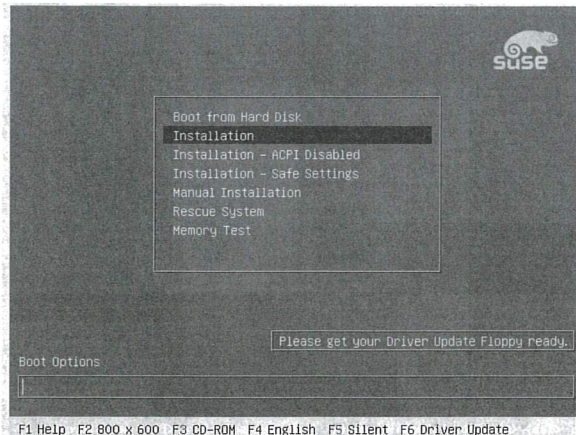 SUSE
Boot from Hard Disk
Installation
Installation – ACPI Disabled
Installation – Safe Settings
Manual Installation
Rescue System
Memory Test
Please get your Driver Update Floppy ready.
Boot Options
F1 Help F2 800 x 600 F3 CD-ROM F4 English F5 Silent F6 Driver Update